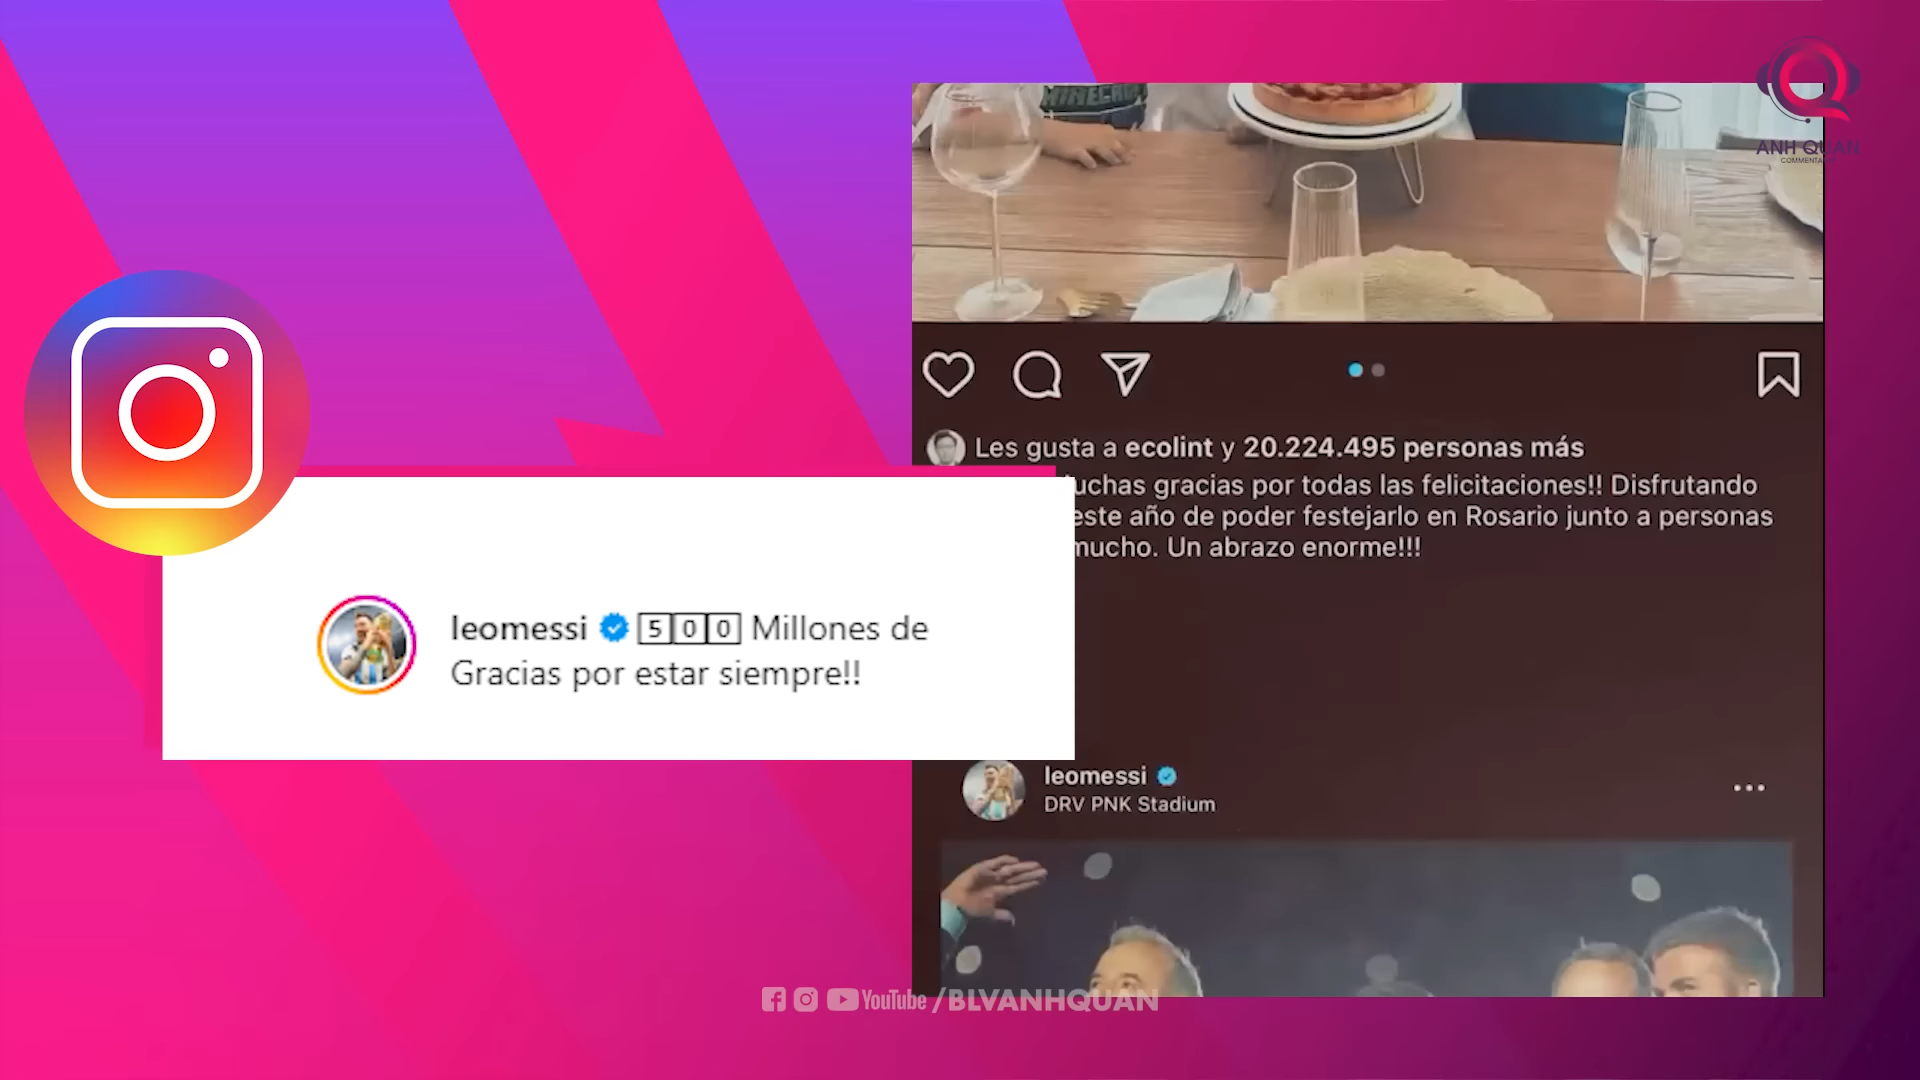 MINECRA
ANH QUAN
COMMENTA
Les gusta a ecolint y 20.224.495 personas más
uchas gracias por todas las felicitaciones!! Disfrutando
este año de poder festejarlo en Rosario junto a personas
mucho. Un abrazo enorme!!!
leomessi 500 Millones de
Gracias por estar siempre!!
leomessi
DRV PNK Stadium
YouTube /BLVANHQUAN